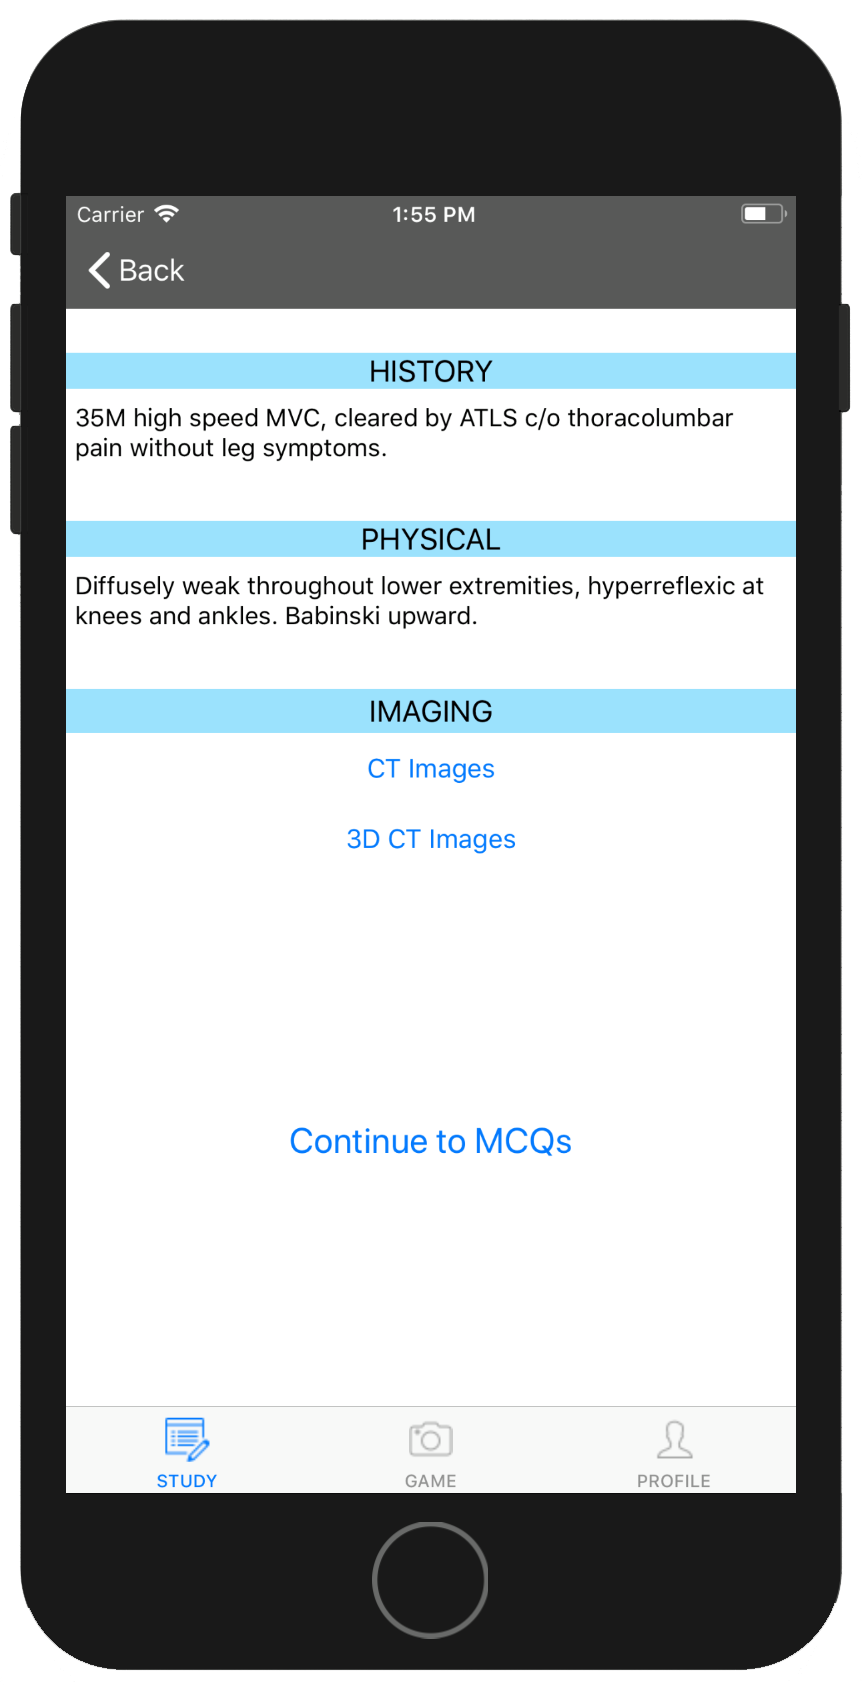 Carrier
1:55 PM
Back
HISTORY
35M high speed MVC, cleared by ATLS c/o thoracolumbar
pain without leg symptoms.
PHYSICAL
Diffusely weak throughout lower extremities, hyperreflexic at
knees and ankles. Babinski upward.
IMAGING
CT Images
3D CT Images
Continue to MCQs
STUDY
GAME
PROFILE